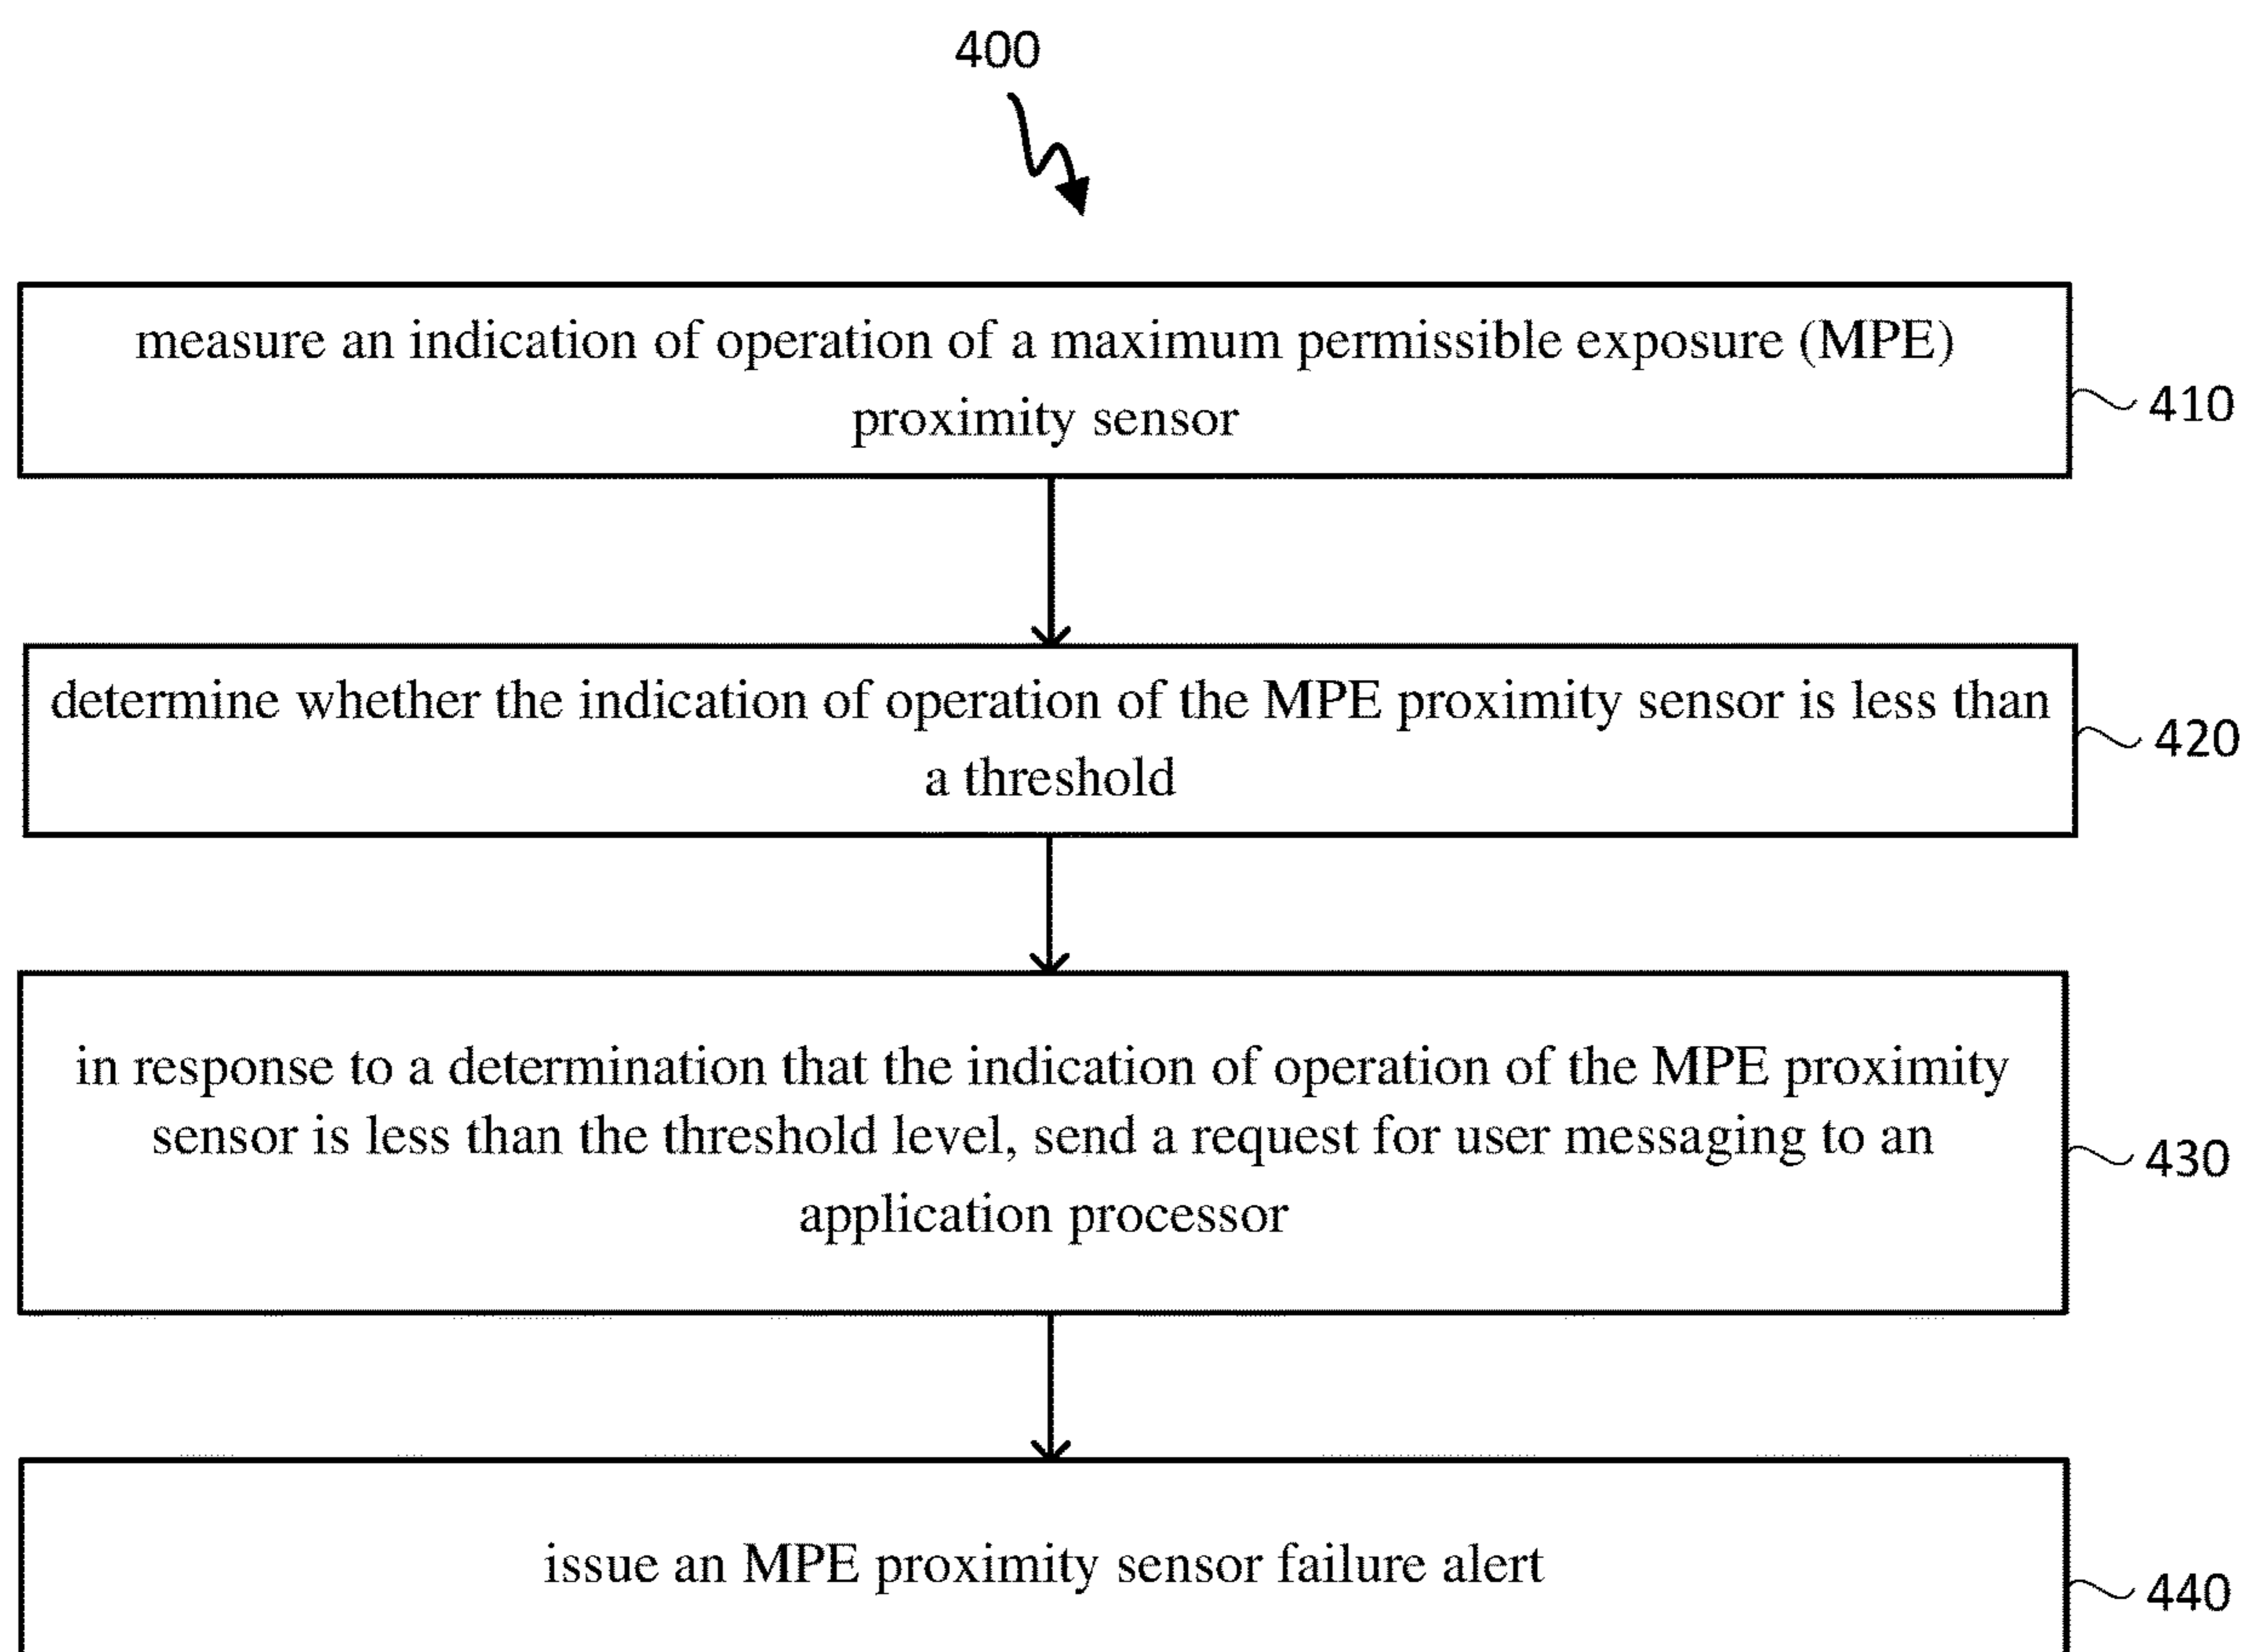 400
measure an indication of operation of a maximum permissible exposure (MPE)
proximity sensor
410
determine whether the indication of operation of the MPE proximity sensor is less than
a threshold
420
in response to a determination that the indication of operation of the MPE proximity
sensor is less than the threshold level, send a request for user messaging to an
application processor
430
issue an MPE proximity sensor failure alert
440